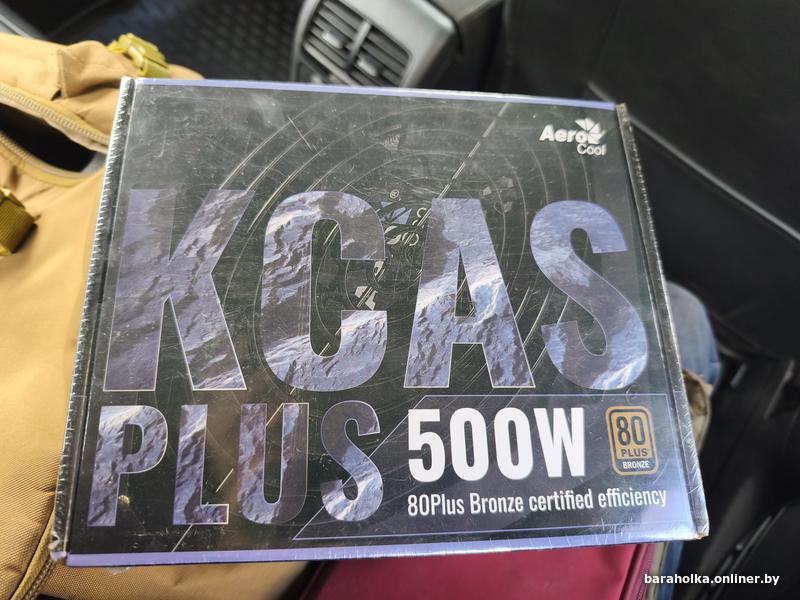 Aero
Cool
KCAS
PLUS
500W
80
PLUS
BRONZE
80Plus Bronze certified efficiency
baraholka.onliner.by